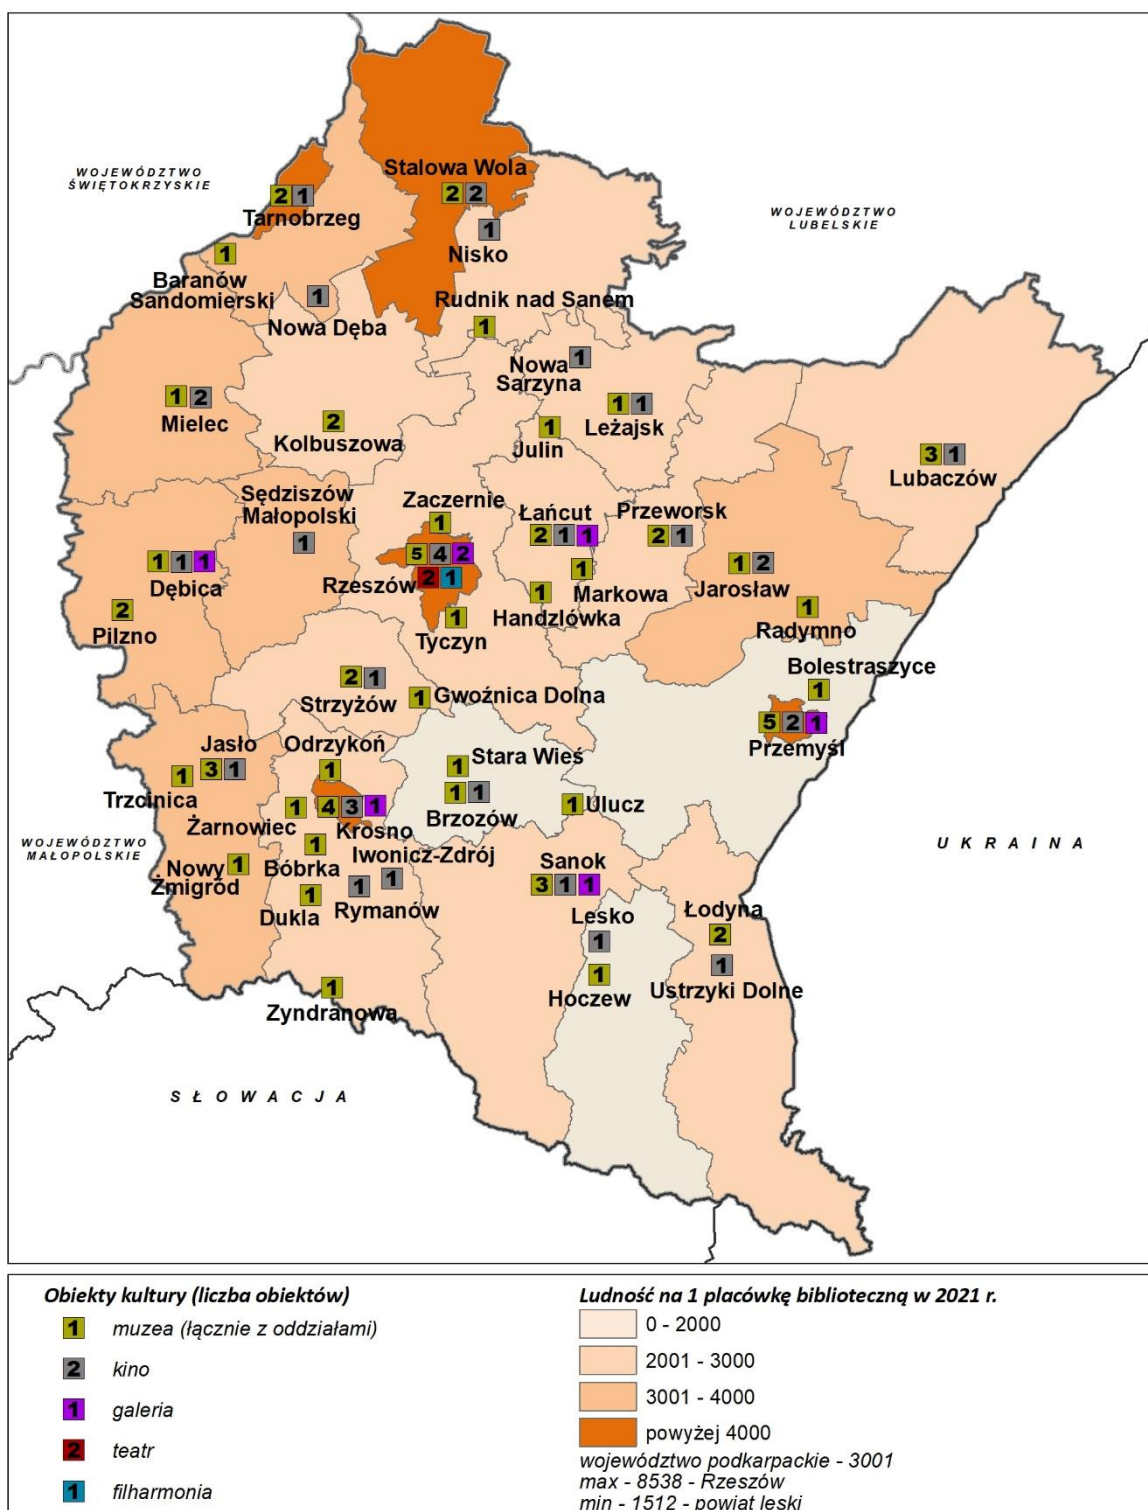 WOJEWÓDZTWO
ŚWIĘTOKRZYSKIE
Stalowa Wola
2 2
2 1
Tarnobrzeg
WOJEWÓDZTWO
LUBELSKIE
1
Nisko
1
Baranów
Sandomierski
1
Nowa Dęba
Rudnik nad Sanem
1
Nowa
Sarzyna
1
1 2
Mielec
2
Kolbuszowa
1
Julin
1 1
Leżajsk
3 1
Lubaczów
Sędziszów
Małopolski
1
Zaczernie
1
Łańcut
2 1 1
Przeworsk
2 1
1 1 1
Dębica
5 4 2
Rzeszów
2 1
1
Markowa
1 2
Jarosław
2
Pilzno
1
Tyczyn
1
Handzlówka
1
Radymno
Bolestraszyce
1
2 1
Strzyżów
1
Gwoźnica Dolna
5 2 1
Przemyśl
Jasło
3 1
1
Trzcinica
Odrzykoń
1
Stara Wieś
1
1
Żarnowiec
4 3 1
Krosno
1 1
Brzozów
1
Ulucz
WOJEWÓDZTWO
MAŁOPOLSKIE
UKRAINA
Nowy
Żmigród
1
1
Bóbrka
Iwonicz-Zdrój
1
Sanok
3 1 1
1
Dukla
1
Rymanów
Lesko
1
Łodyna
2
1
Hoczew
1
Ustrzyki Dolne
1
Zyndranowa
SŁOWACJA
Obiekty kultury (liczba obiektów)
1 muzea (łącznie z oddziałami)
2 kino
1 galeria
2 teatr
1 filharmonia
Ludność na 1 placówkę biblioteczną w 2021 r.
0 - 2000
2001 - 3000
3001 - 4000
powyżej 4000
województwo podkarpackie - 3001
max - 8538 - Rzeszów
min - 1512 - powiat leski